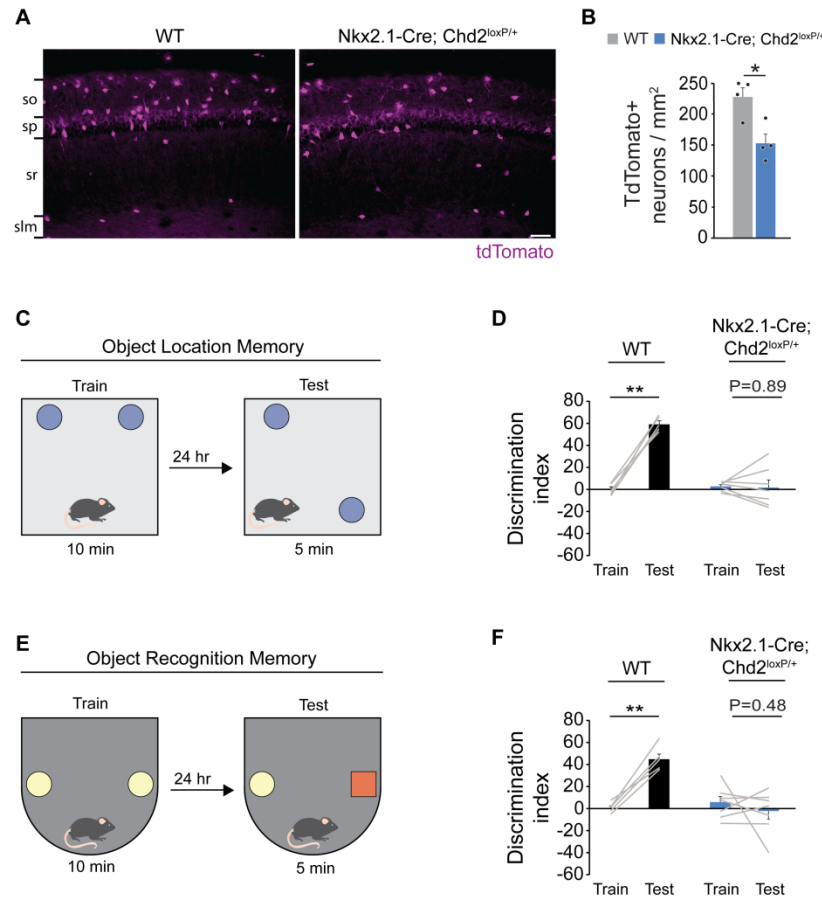 A
WT
Nkx2.1-Cre; Chd2loxP/+
so
sp
sr
slm
tdTomato
B
WT
Nkx2.1-Cre; Chd2loxP/+
*
TdTomato+
neurons / mm2
250
200
150
100
50
0
C
Object Location Memory
Train
Test
24 hr
10 min
5 min
D
WT
Nkx2.1-Cre;
Chd2loxP/+
**
P=0.89
Discrimination
index
80
60
40
20
0
-20
-40
-60
Train
Test
Train
Test
E
Object Recognition Memory
Train
Test
24 hr
10 min
5 min
F
WT
Nkx2.1-Cre;
Chd2loxP/+
**
P=0.48
Discrimination
index
80
60
40
20
0
-20
-40
-60
Train
Test
Train
Test